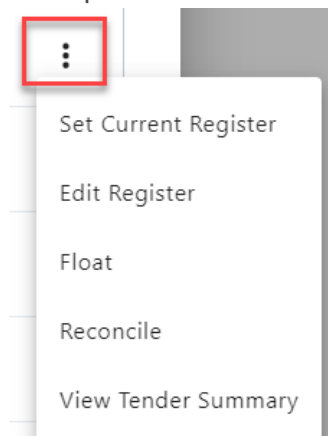 Set Current Register
Edit Register
Float
Reconcile
View Tender Summary